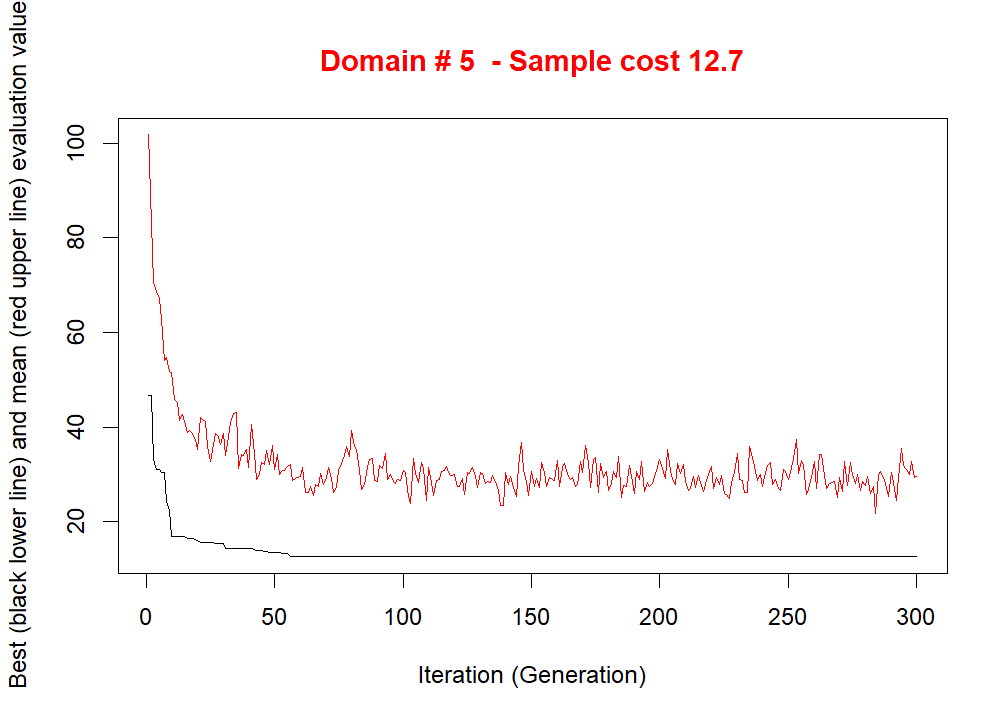 Domain # 5  - Sample cost 12.7
Best (black lower line) and mean (red upper line) evaluation value
100
80
60
40
20
0 50 100 150 200 250 300
Iteration (Generation)